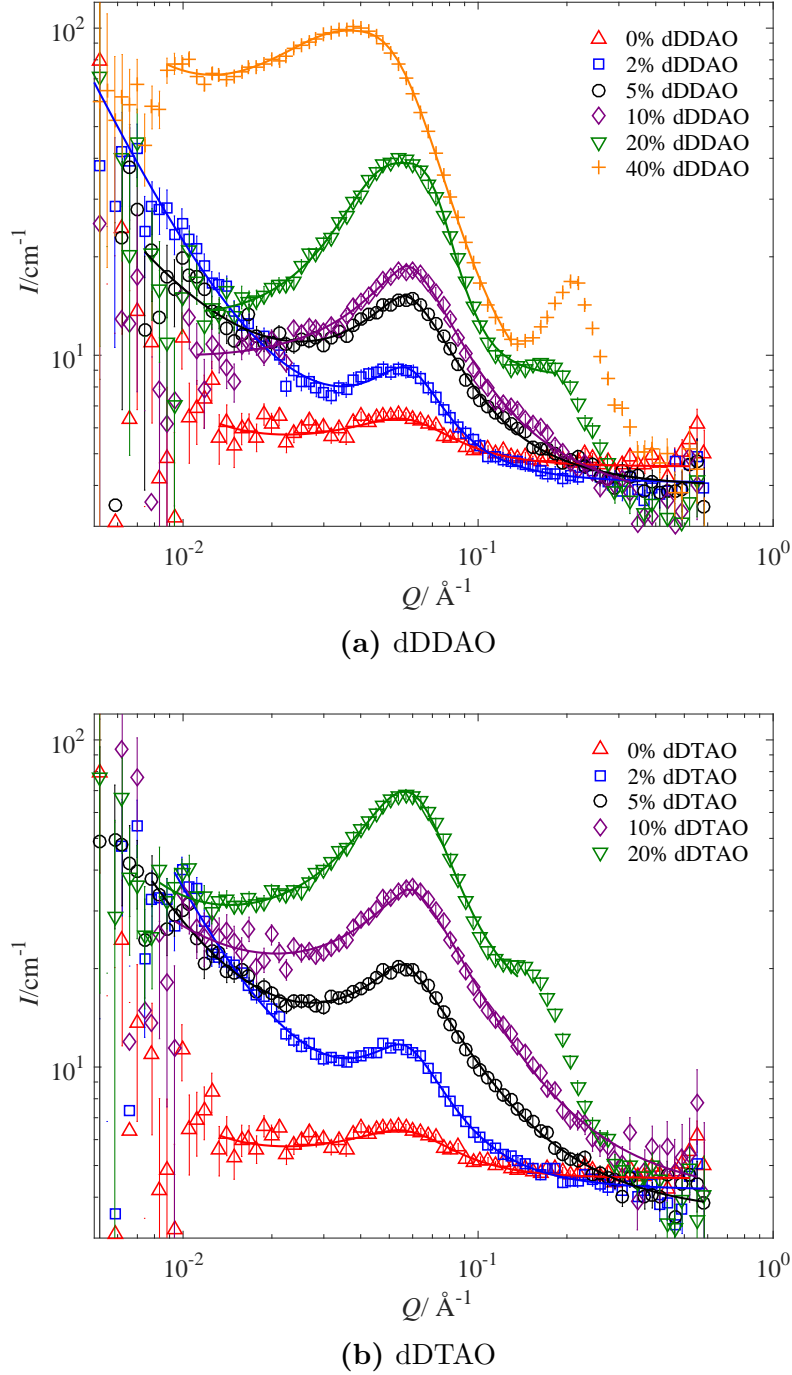 10²
0% dDDAO
2% dDDAO
5% dDDAO
10% dDDAO
20% dDDAO
40% dDDAO
I/cm⁻¹
10¹
10⁻²
10⁻¹
10⁰
Q/ Å⁻¹
(a) dDDAO
10²
0% dDTAO
2% dDTAO
5% dDTAO
10% dDTAO
20% dDTAO
I/cm⁻¹
10¹
10⁻²
10⁻¹
10⁰
Q/ Å⁻¹
(b) dDTAO